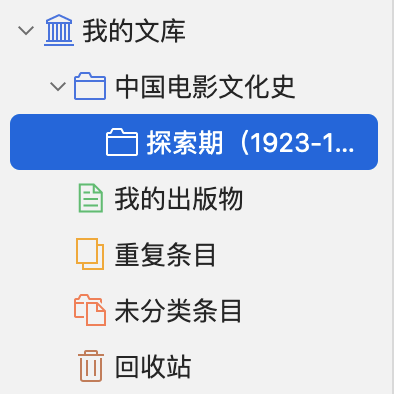 我的文库
中国电影文化史
探索期（1923-1...
我的出版物
重复条目
未分类条目
回收站